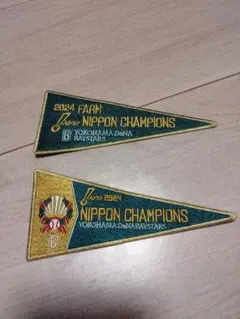 2024 FARM
NIPPON CHAMPIONS
B YOKOHAMA DeNA
BAYSTARS
2024
NIPPON CHAMPIONS
YOKOHAMA DeNA BAYSTARS
B